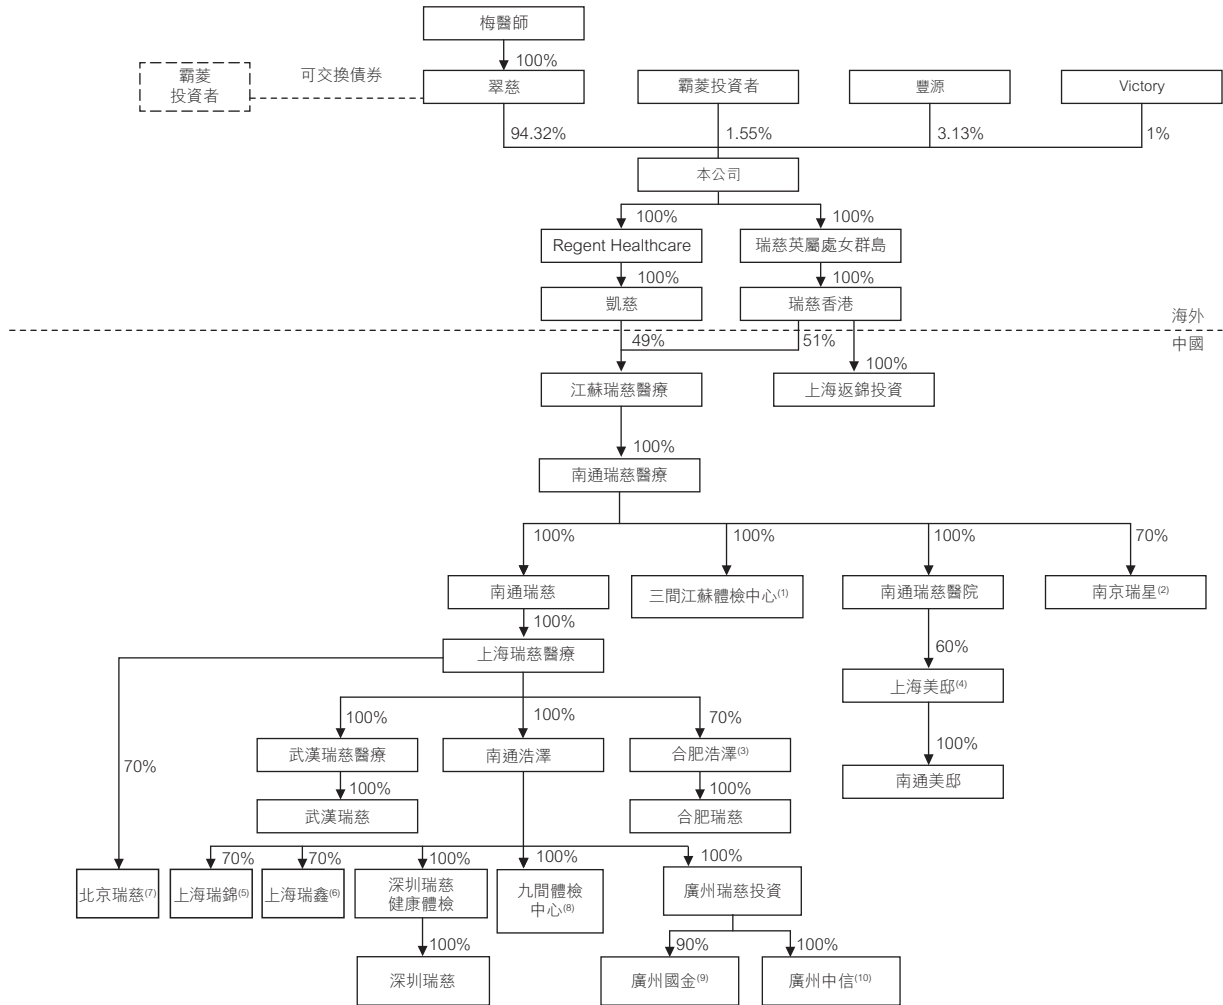 梅醫師
100%
霸菱
投資者
可交換債券
翠慈
霸菱投資者
豐源
Victory
94.32%
1.55%
3.13%
1%
本公司
100%
100%
Regent Healthcare
瑞慈英屬處女群島
100%
100%
凱慈
瑞慈香港
海外
49%
51%
中國
100%
江蘇瑞慈醫療
上海返錦投資
100%
南通瑞慈醫療
100%
100%
100%
70%
南通瑞慈
三間江蘇體檢中心(1)
南通瑞慈醫院
南京瑞星(2)
100%
60%
上海瑞慈醫療
上海美邸(4)
100%
100%
70%
100%
武漢瑞慈醫療
南通浩澤
合肥浩澤(3)
70%
南通美邸
100%
100%
武漢瑞慈
合肥瑞慈
70%
70%
100%
100%
100%
北京瑞慈(7)
上海瑞錦(5)
上海瑞鑫(6)
深圳瑞慈
健康體檢
九間體檢
中心(8)
廣州瑞慈投資
100%
90%
100%
深圳瑞慈
廣州國金(9)
廣州中信(10)